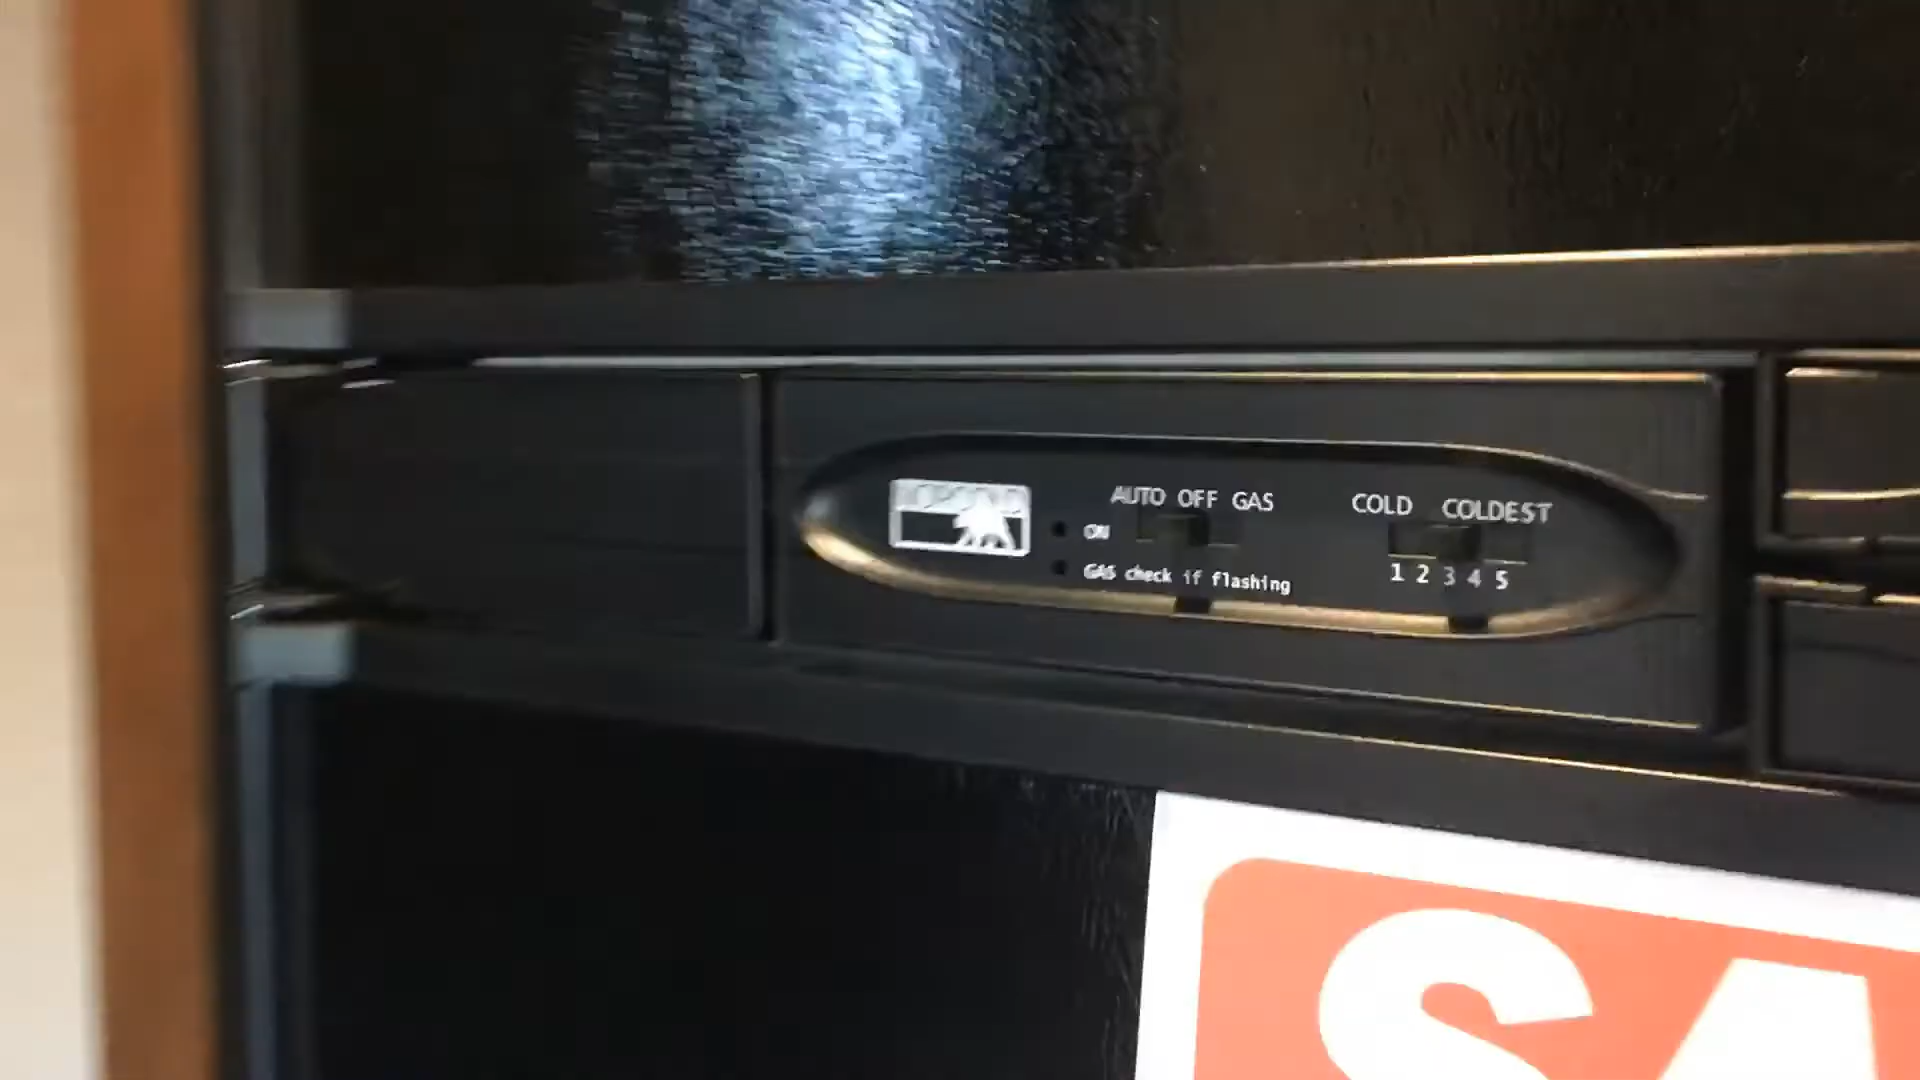 AUTO OFF GAS
COLD COLDEST
ON
GAS check if flashing
1 2 3 4 5